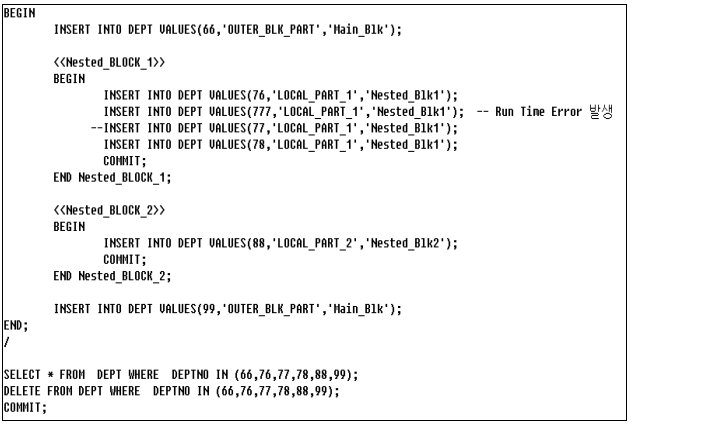 BEGIN
INSERT INTO DEPT VALUES(66,'OUTER_BLK_PART','Main_Blk');
<<Nested_BLOCK_1>>
BEGIN
INSERT INTO DEPT VALUES(76,'LOCAL_PART_1','Nested_Blk1');
INSERT INTO DEPT VALUES(777,'LOCAL_PART_1','Nested_Blk1'); -- Run Time Error 발생
--INSERT INTO DEPT VALUES(77,'LOCAL_PART_1','Nested_Blk1');
INSERT INTO DEPT VALUES(78,'LOCAL_PART_1','Nested_Blk1');
COMMIT;
END Nested_BLOCK_1;
<<Nested_BLOCK_2>>
BEGIN
INSERT INTO DEPT VALUES(88,'LOCAL_PART_2','Nested_Blk2');
COMMIT;
END Nested_BLOCK_2;
INSERT INTO DEPT VALUES(99,'OUTER_BLK_PART','Main_Blk');
END;
/
SELECT * FROM DEPT WHERE DEPTNO IN (66,76,77,78,88,99);
DELETE FROM DEPT WHERE DEPTNO IN (66,76,77,78,88,99);
COMMIT;